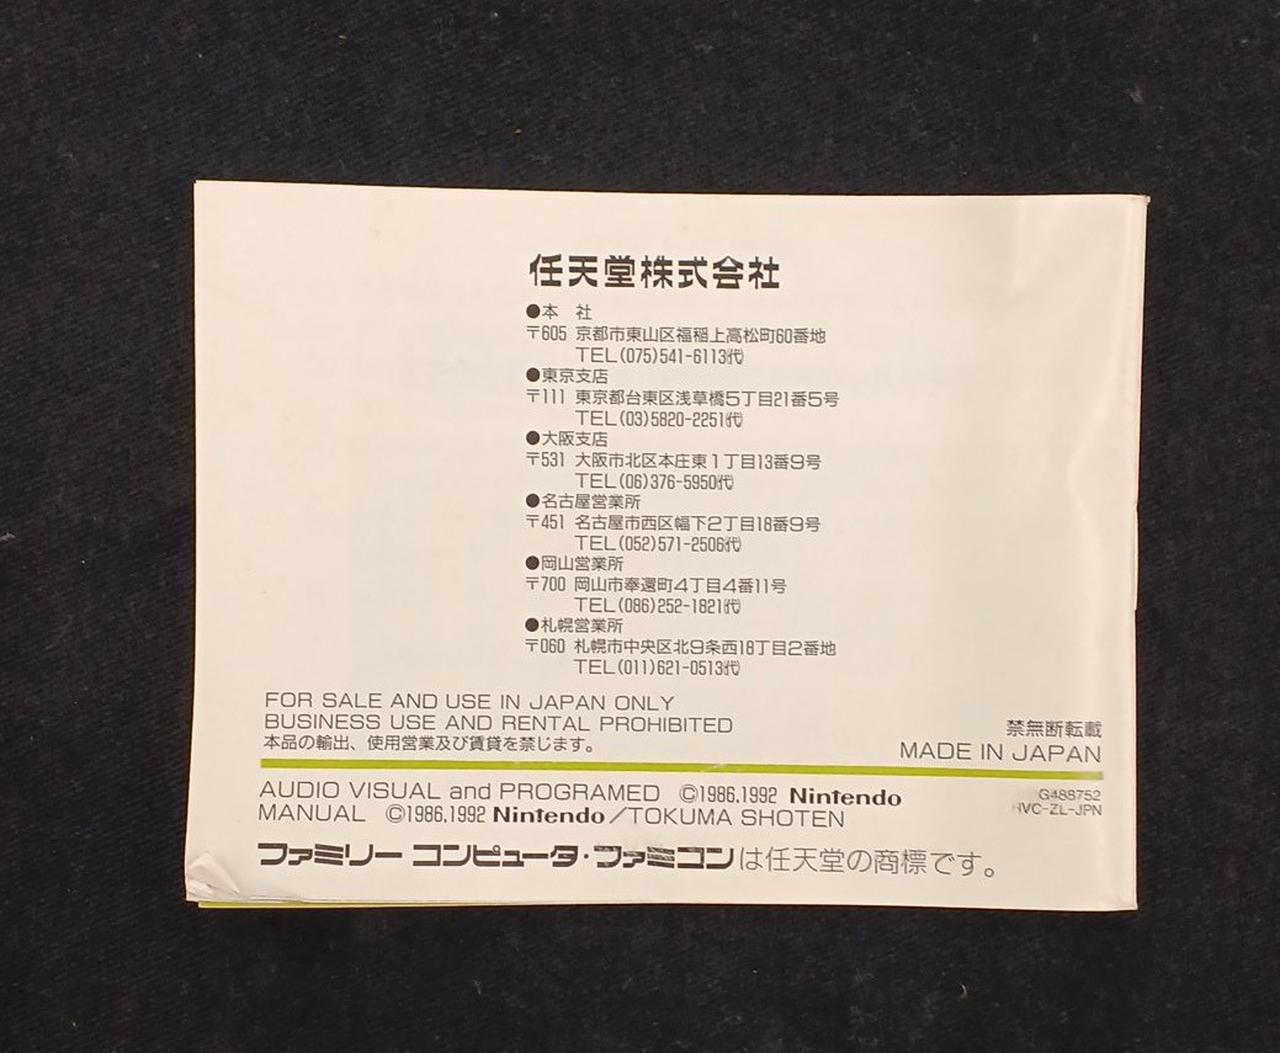 任天堂株式会社
●本　社
〒605 京都市東山区福稲上高松町60番地
TEL(075)541-6113代
●東京支店
〒111 東京都台東区浅草橋5丁目21番5号
TEL(03)5820-2251代
●大阪支店
〒531 大阪市北区本庄東1丁目13番9号
TEL(06)376-5950代
●名古屋営業所
〒451 名古屋市西区幅下2丁目18番9号
TEL(052)571-2506代
●岡山営業所
〒700 岡山市奉還町4丁目4番11号
TEL(086)252-1821代
●札幌営業所
〒060 札幌市中央区北9条西18丁目2番地
TEL(011)621-0513代
FOR SALE AND USE IN JAPAN ONLY
BUSINESS USE AND RENTAL PROHIBITED
本品の輸出、使用営業及び賃貸を禁じます。
禁無断転載
MADE IN JAPAN
AUDIO VISUAL and PROGRAMED ©1986,1992 Nintendo
MANUAL ©1986,1992 Nintendo/TOKUMA SHOTEN
G488752
HVC-ZL-JPN
ファミリー コンピュータ・ファミコンは任天堂の商標です。